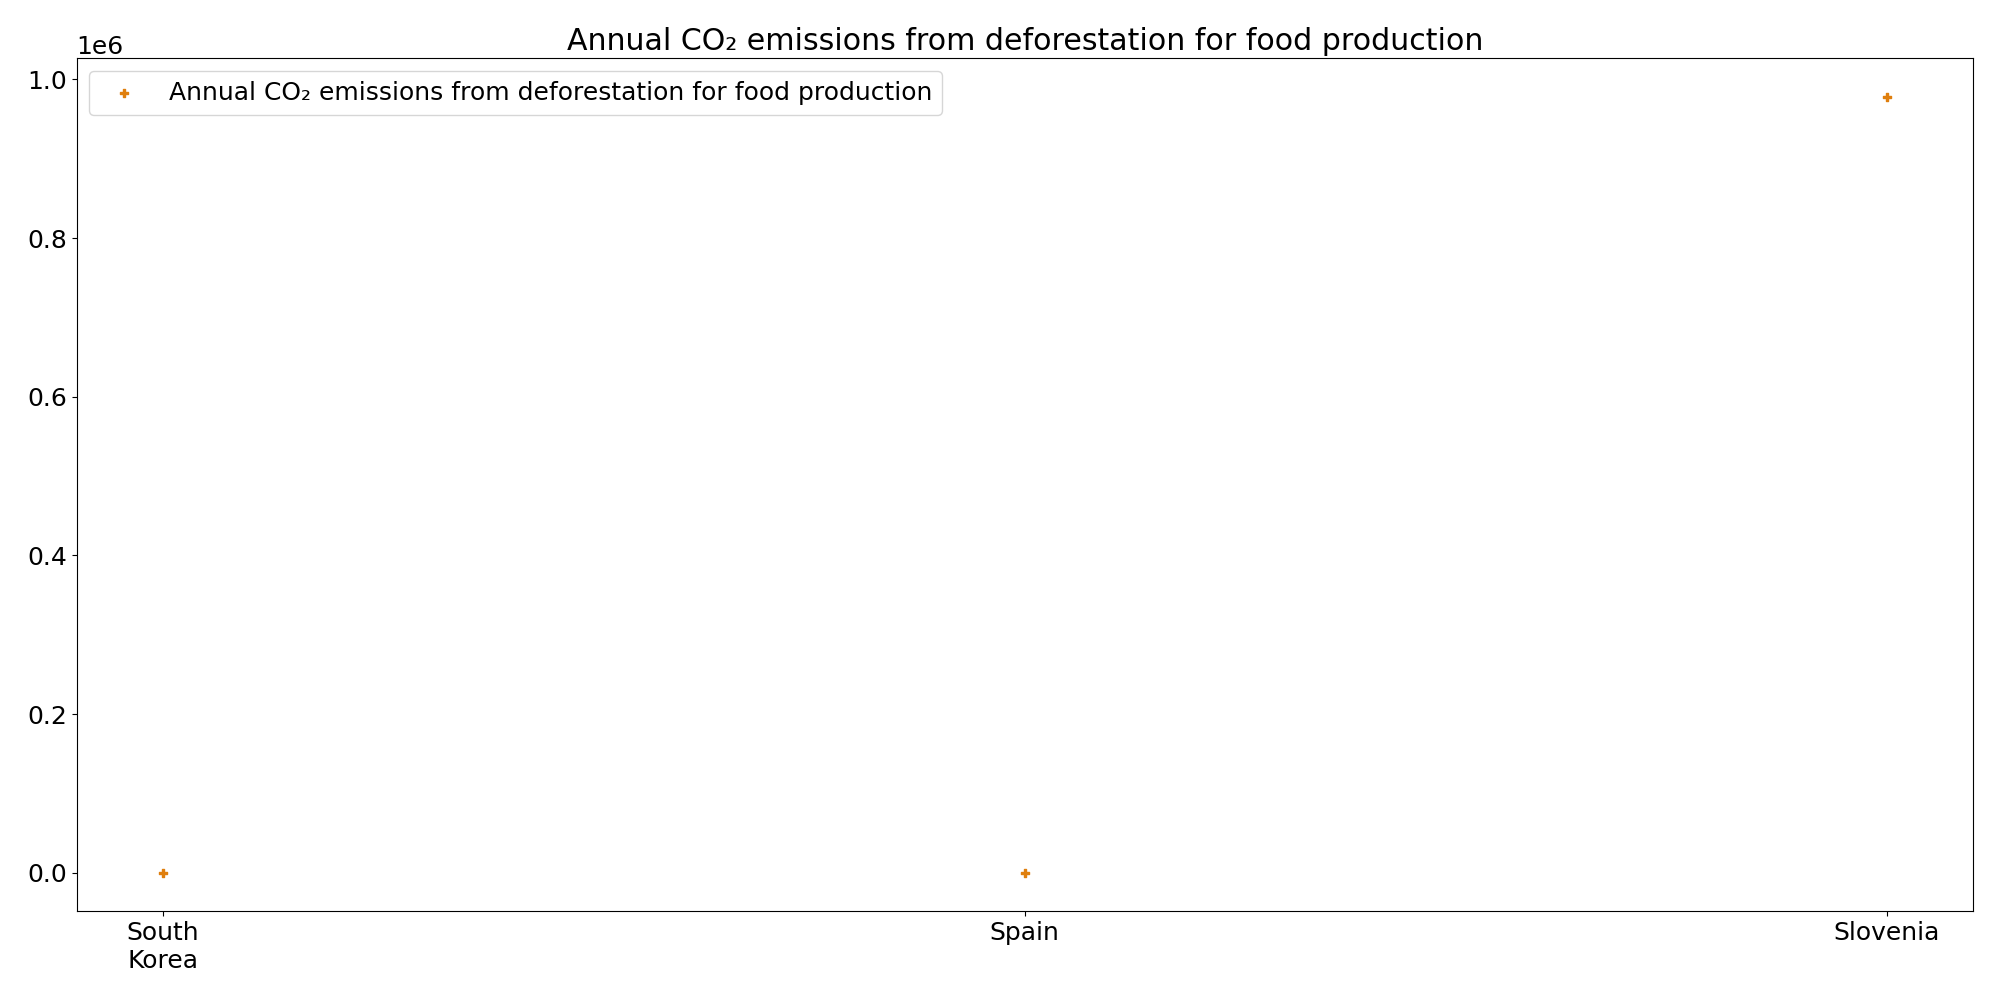 Annual CO₂ emissions from deforestation for food production
1e6
Annual CO₂ emissions from deforestation for food production
1.0
0.8
0.6
0.4
0.2
0.0
South
Korea
Spain
Slovenia